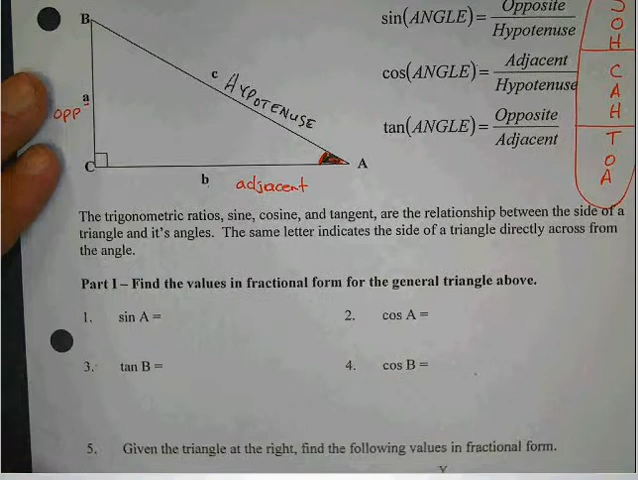 B
sin(ANGLE)= Opposite
Hypotenuse
SOH
c HYPOTENUSE
cos(ANGLE)= Adjacent
Hypotenuse
CAH
a
OPP
tan(ANGLE)= Opposite
Adjacent
TOA
C
A
b adjacent
The trigonometric ratios, sine, cosine, and tangent, are the relationship between the side of a
triangle and it's angles. The same letter indicates the side of a triangle directly across from
the angle.
Part I – Find the values in fractional form for the general triangle above.
1. sin A = 2. cos A =
3. tan B = 4. cos B =
5. Given the triangle at the right, find the following values in fractional form.
Y